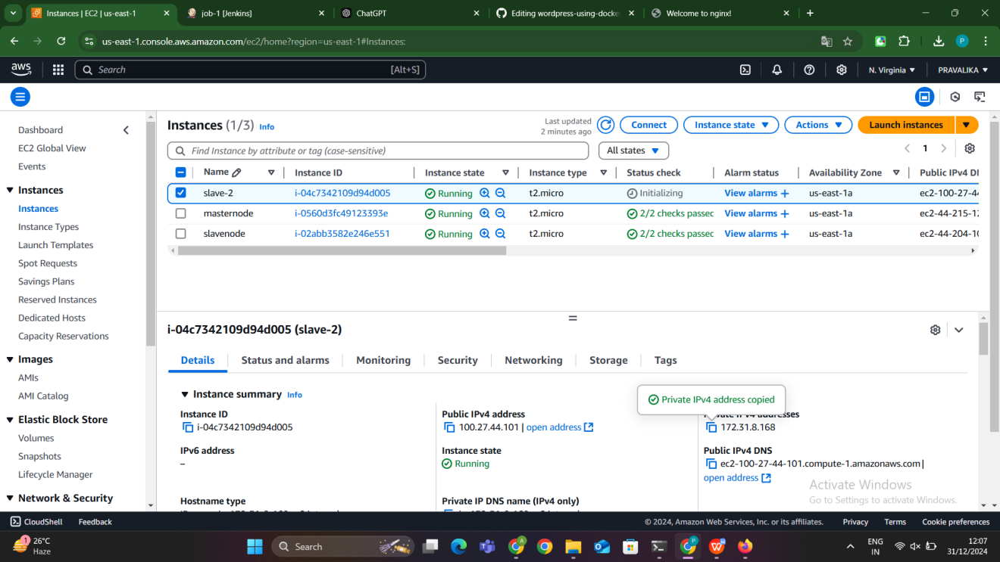 Instances | EC2 | us-east-1
job-1 [Jenkins]
ChatGPT
Editing wordpress-using-docke
Welcome to nginx!
us-east-1.console.aws.amazon.com/ec2/home?region=us-east-1#Instances:
P
aws
Search
[Alt+S]
N. Virginia
PRAVALIKA
Dashboard
EC2 Global View
Events
Instances
Instances
Instance Types
Launch Templates
Spot Requests
Savings Plans
Reserved Instances
Dedicated Hosts
Capacity Reservations
Images
AMIs
AMI Catalog
Elastic Block Store
Volumes
Snapshots
Lifecycle Manager
Network & Security
Instances (1/3) Info
Last updated
2 minutes ago
Connect
Instance state
Actions
Launch instances
Find Instance by attribute or tag (case-sensitive)
All states
1
Name Instance ID Instance state Instance type Status check Alarm status Availability Zone Public IPv4 D
slave-2 i-04c7342109d94d005 Running t2.micro Initializing View alarms + us-east-1a ec2-100-27-4
masternode i-0560d3fc49123393e Running t2.micro 2/2 checks passed View alarms + us-east-1a ec2-44-215-1
slavenode i-02abb3582e246e551 Running t2.micro 2/2 checks passed View alarms + us-east-1a ec2-44-204-1
i-04c7342109d94d005 (slave-2)
Details
Status and alarms
Monitoring
Security
Networking
Storage
Tags
Instance summary Info
Private IPv4 address copied
Instance ID
i-04c7342109d94d005
IPv6 address
–
Hostname type
Public IPv4 address
100.27.44.101 | open address
Instance state
Running
Private IP DNS name (IPv4 only)
Private IPv4 addresses
172.31.8.168
Public IPv4 DNS
ec2-100-27-44-101.compute-1.amazonaws.com |
open address
Activate Windows
Go to Settings to activate Windows.
CloudShell
Feedback
© 2024, Amazon Web Services, Inc. or its affiliates.
Privacy
Terms
Cookie preferences
1
26°C
Haze
Search
ENG
IN
12:07
31/12/2024